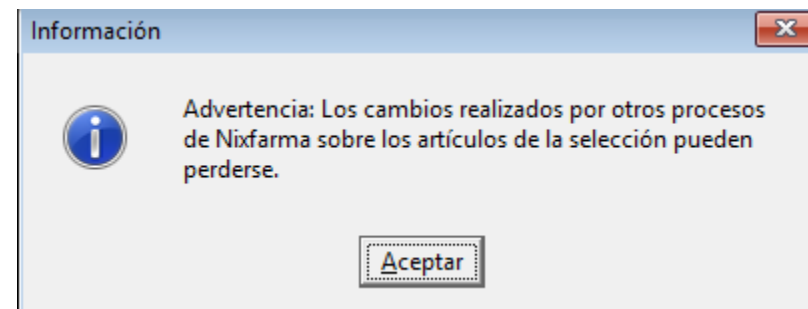 Información
Advertencia: Los cambios realizados por otros procesos
de Nixfarma sobre los artículos de la selección pueden
perderse.
Aceptar